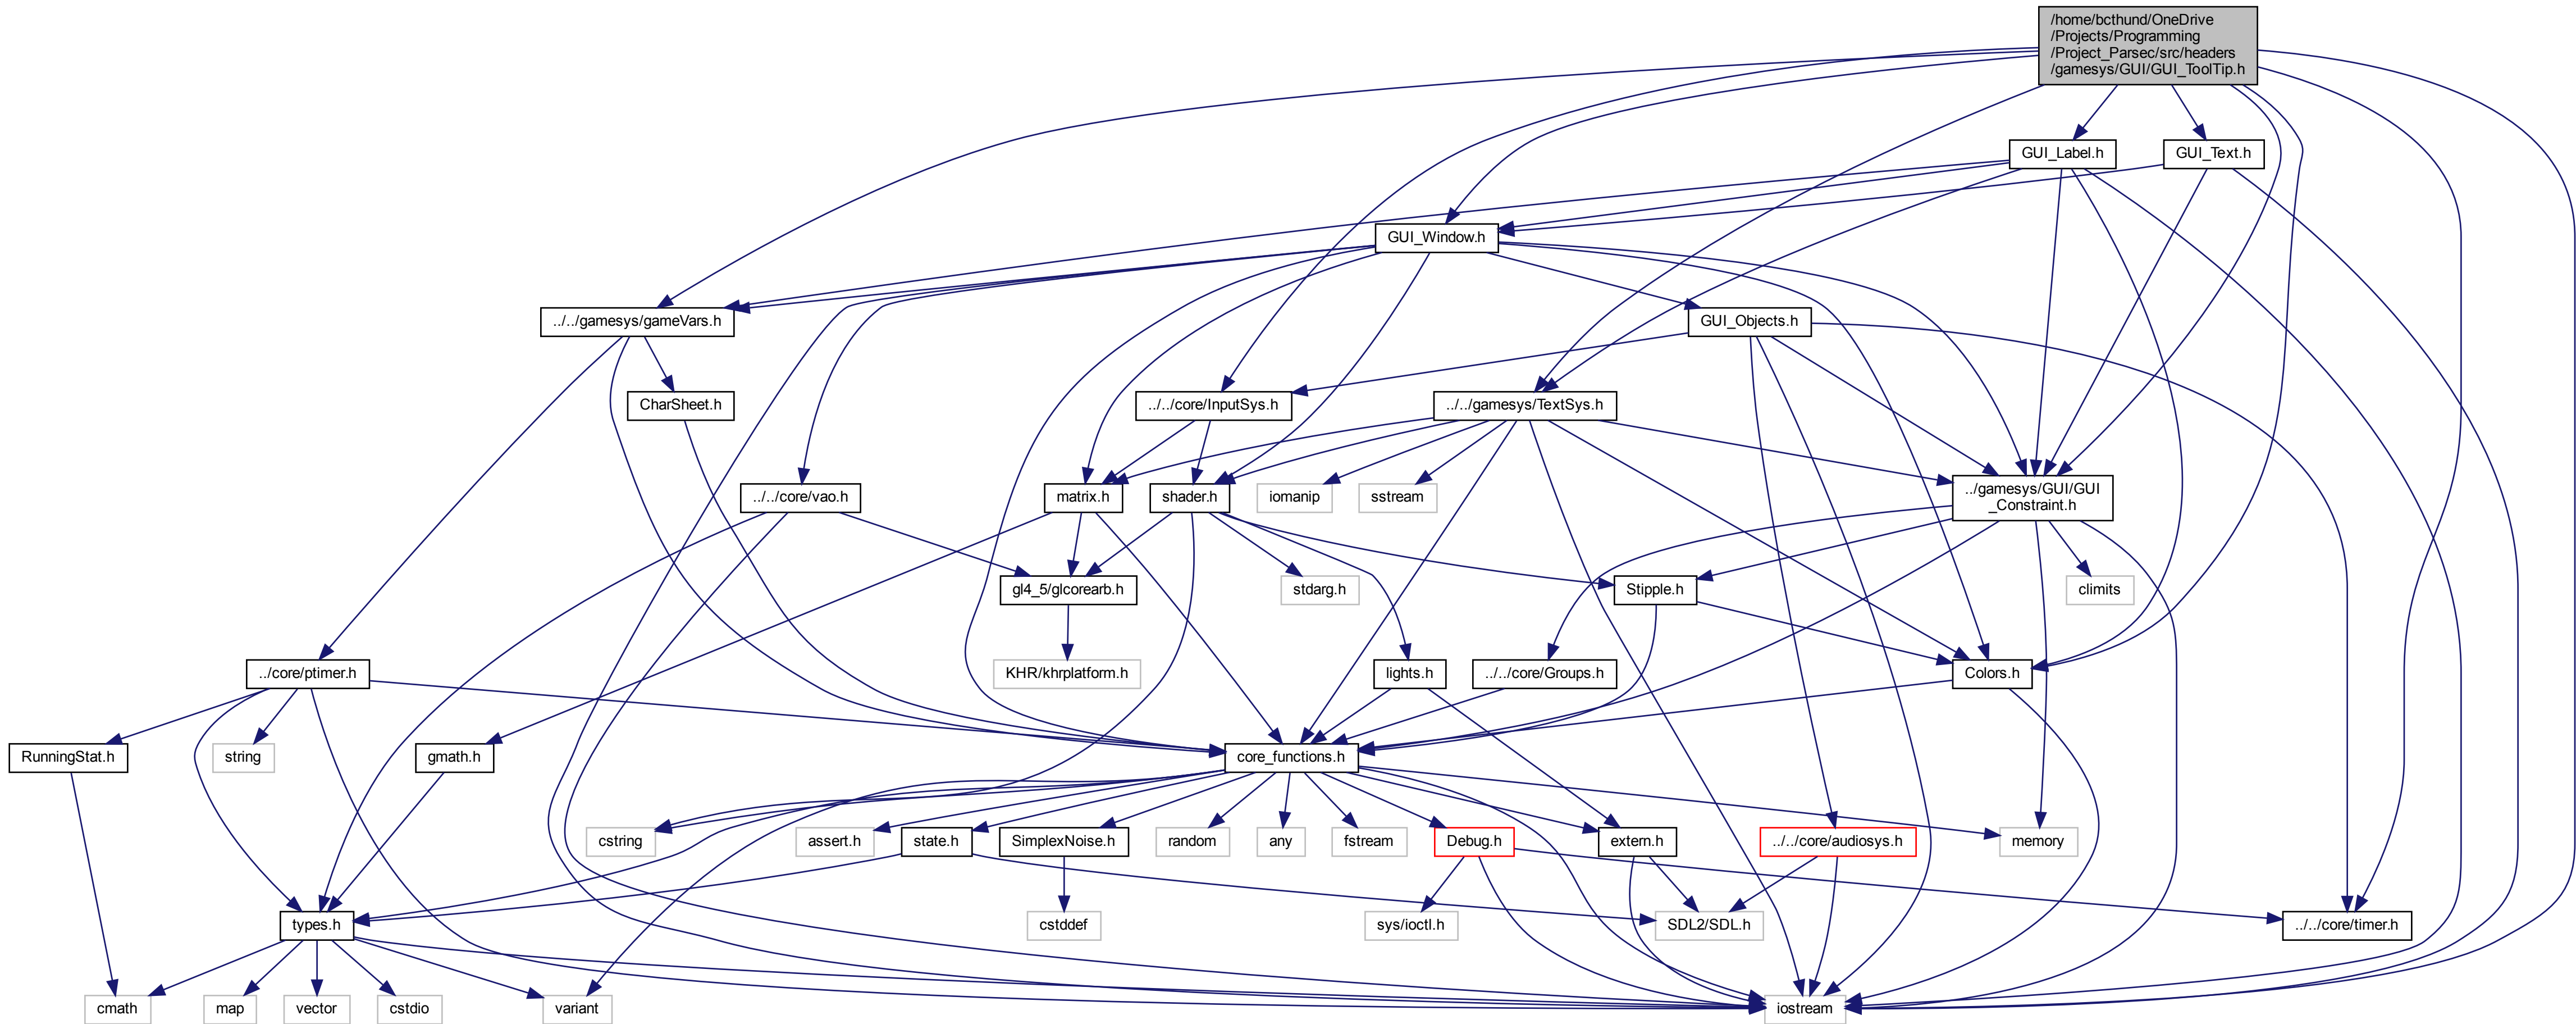 /home/bcthund/OneDrive
/Projects/Programming
/Project_Parsec/src/headers
/gamesys/GUI/GUI_ToolTip.h
GUI_Label.h
GUI_Text.h
GUI_Window.h
../../gamesys/gameVars.h
GUI_Objects.h
CharSheet.h
../../core/InputSys.h
../../gamesys/TextSys.h
../../core/vao.h
matrix.h
shader.h
iomanip
sstream
../gamesys/GUI/GUI
_Constraint.h
gl4_5/glcorearb.h
stdarg.h
Stipple.h
climits
../core/ptimer.h
KHR/khrplatform.h
lights.h
../../core/Groups.h
Colors.h
RunningStat.h
string
gmath.h
core_functions.h
cstring
assert.h
state.h
SimplexNoise.h
random
any
fstream
Debug.h
extern.h
../../core/audiosys.h
memory
types.h
cstddef
sys/ioctl.h
SDL2/SDL.h
../../core/timer.h
cmath
map
vector
cstdio
variant
iostream